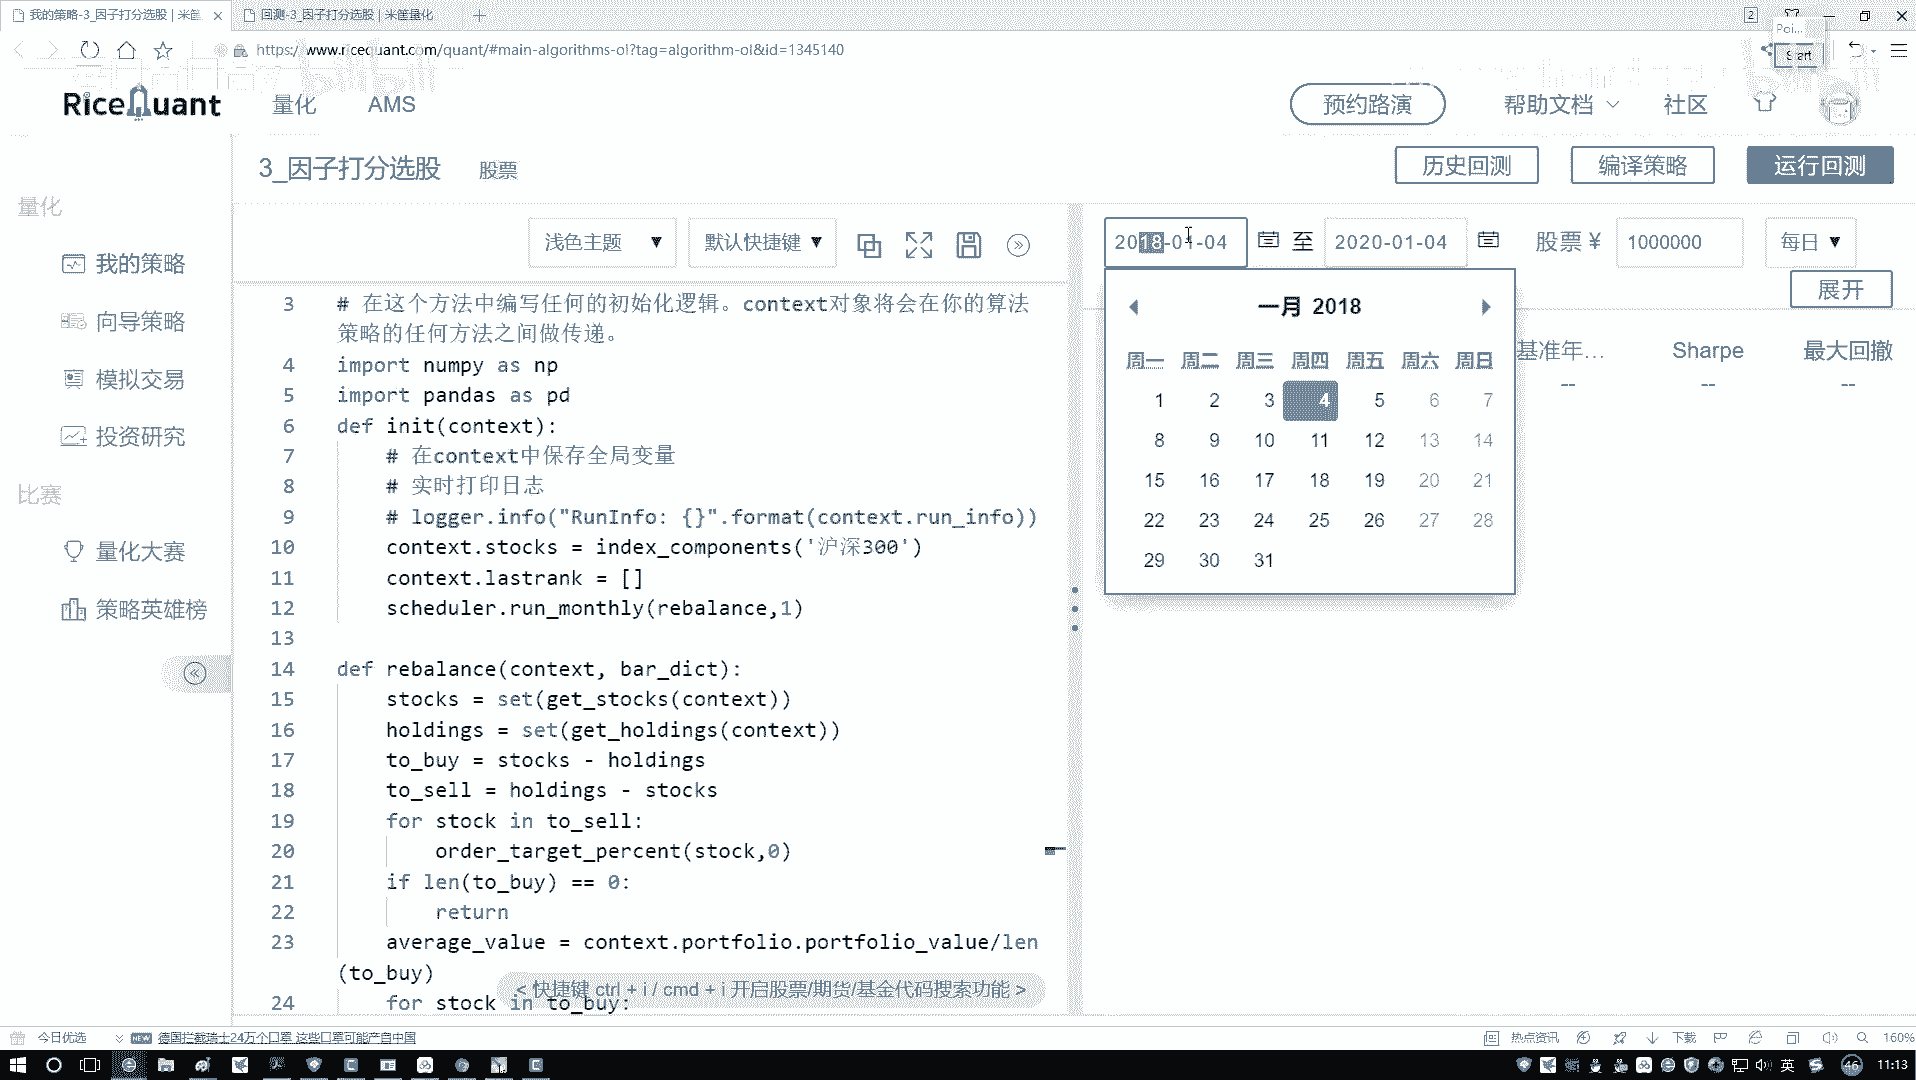 我的策略-3_因子打分选股 | 米筐
回测-3_因子打分选股 | 米筐量化
2
Poi...
https://www.ricequant.com/quant/#main-algorithms-ol?tag=algorithm-ol&id=1345140
Start
RiceQuant
量化
AMS
预约路演
帮助文档
社区
3_因子打分选股
股票
历史回测
编译策略
运行回测
量化
我的策略
向导策略
模拟交易
投资研究
比赛
量化大赛
策略英雄榜
浅色主题
默认快捷键
2018-01-04
至
2020-01-04
股票 ¥
1000000
每日
展开
一月 2018
周一 周二 周三 周四 周五 周六 周日
1 2 3 4 5 6 7
8 9 10 11 12 13 14
15 16 17 18 19 20 21
22 23 24 25 26 27 28
29 30 31
基准年...
Sharpe
最大回撤
-- -- --
3 # 在这个方法中编写任何的初始化逻辑。context对象将会在你的算法
策略的任何方法之间做传递。
4 import numpy as np
5 import pandas as pd
6 def init(context):
7 # 在context中保存全局变量
8 # 实时打印日志
9 # logger.info("RunInfo: {}".format(context.run_info))
10 context.stocks = index_components('沪深300')
11 context.lastrank = []
12 scheduler.run_monthly(rebalance,1)
13
14 def rebalance(context, bar_dict):
15 stocks = set(get_stocks(context))
16 holdings = set(get_holdings(context))
17 to_buy = stocks - holdings
18 to_sell = holdings - stocks
19 for stock in to_sell:
20 order_target_percent(stock,0)
21 if len(to_buy) == 0:
22 return
23 average_value = context.portfolio.portfolio_value/len
(to_buy)
24 for stock in to_buy:
< 快捷键 ctrl + i / cmd + i 开启股票/期货/基金代码搜索功能 >
今日优选
NEW
德国拦截瑞士24万个口罩 这些口罩可能产自中国
热点资讯
下载
160%
英
46
11:13